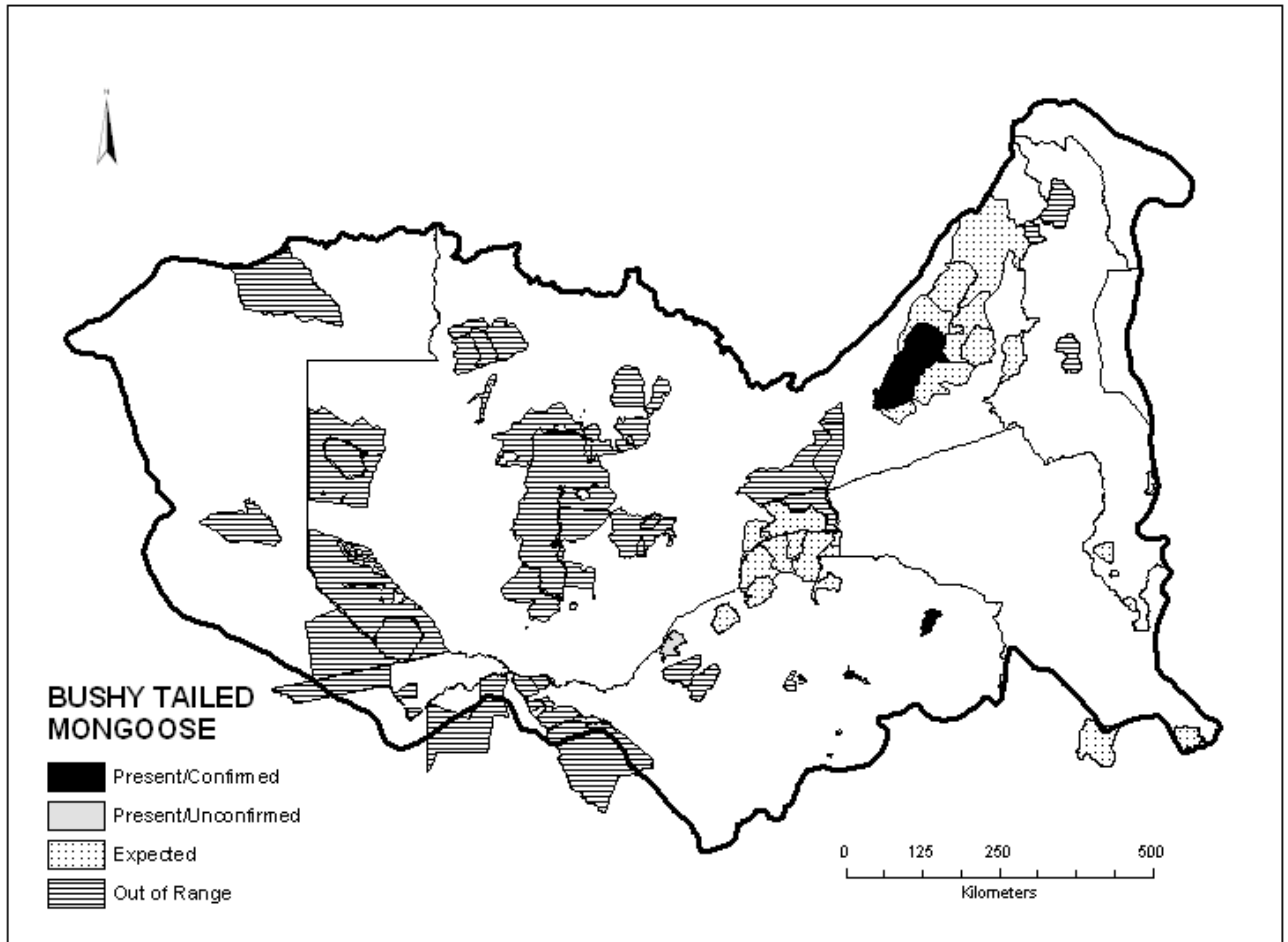 N
BUSHY TAILED
MONGOOSE
Present/Confirmed
Present/Unconfirmed
Expected
Out of Range
0 125 250 500
Kilometers